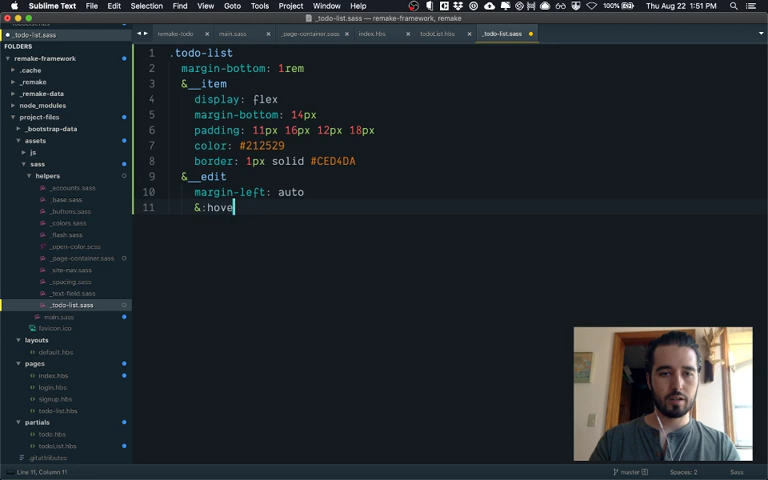 Sublime Text File Edit Selection Find View Goto Tools Project Window Help 100% Thu Aug 22 1:51 PM
_todo-list.sass — remake-framework, remake
_todo-list.sass
remake-todo main.sass _page-container.sass index.hbs todoList.hbs _todo-list.sass
FOLDERS
remake-framework
.cache
_remake
_remake-data
node_modules
project-files
_bootstrap-data
assets
js
sass
helpers
_accounts.sass
_base.sass
_buttons.sass
_colors.sass
_flash.sass
_open-color.scss
_page-container.sass
_site-nav.sass
_spacing.sass
_text-field.sass
_todo-list.sass
main.sass
favicon.ico
layouts
default.hbs
pages
index.hbs
login.hbs
signup.hbs
todo-list.hbs
partials
todo.hbs
todoList.hbs
.gitattributes
1 .todo-list
2 margin-bottom: 1rem
3 &__item
4 display: flex
5 margin-bottom: 14px
6 padding: 11px 16px 12px 18px
7 color: #212529
8 border: 1px solid #CED4DA
9 &__edit
10 margin-left: auto
11 &:hove
Line 11, Column 11 master Spaces: 2 Sass